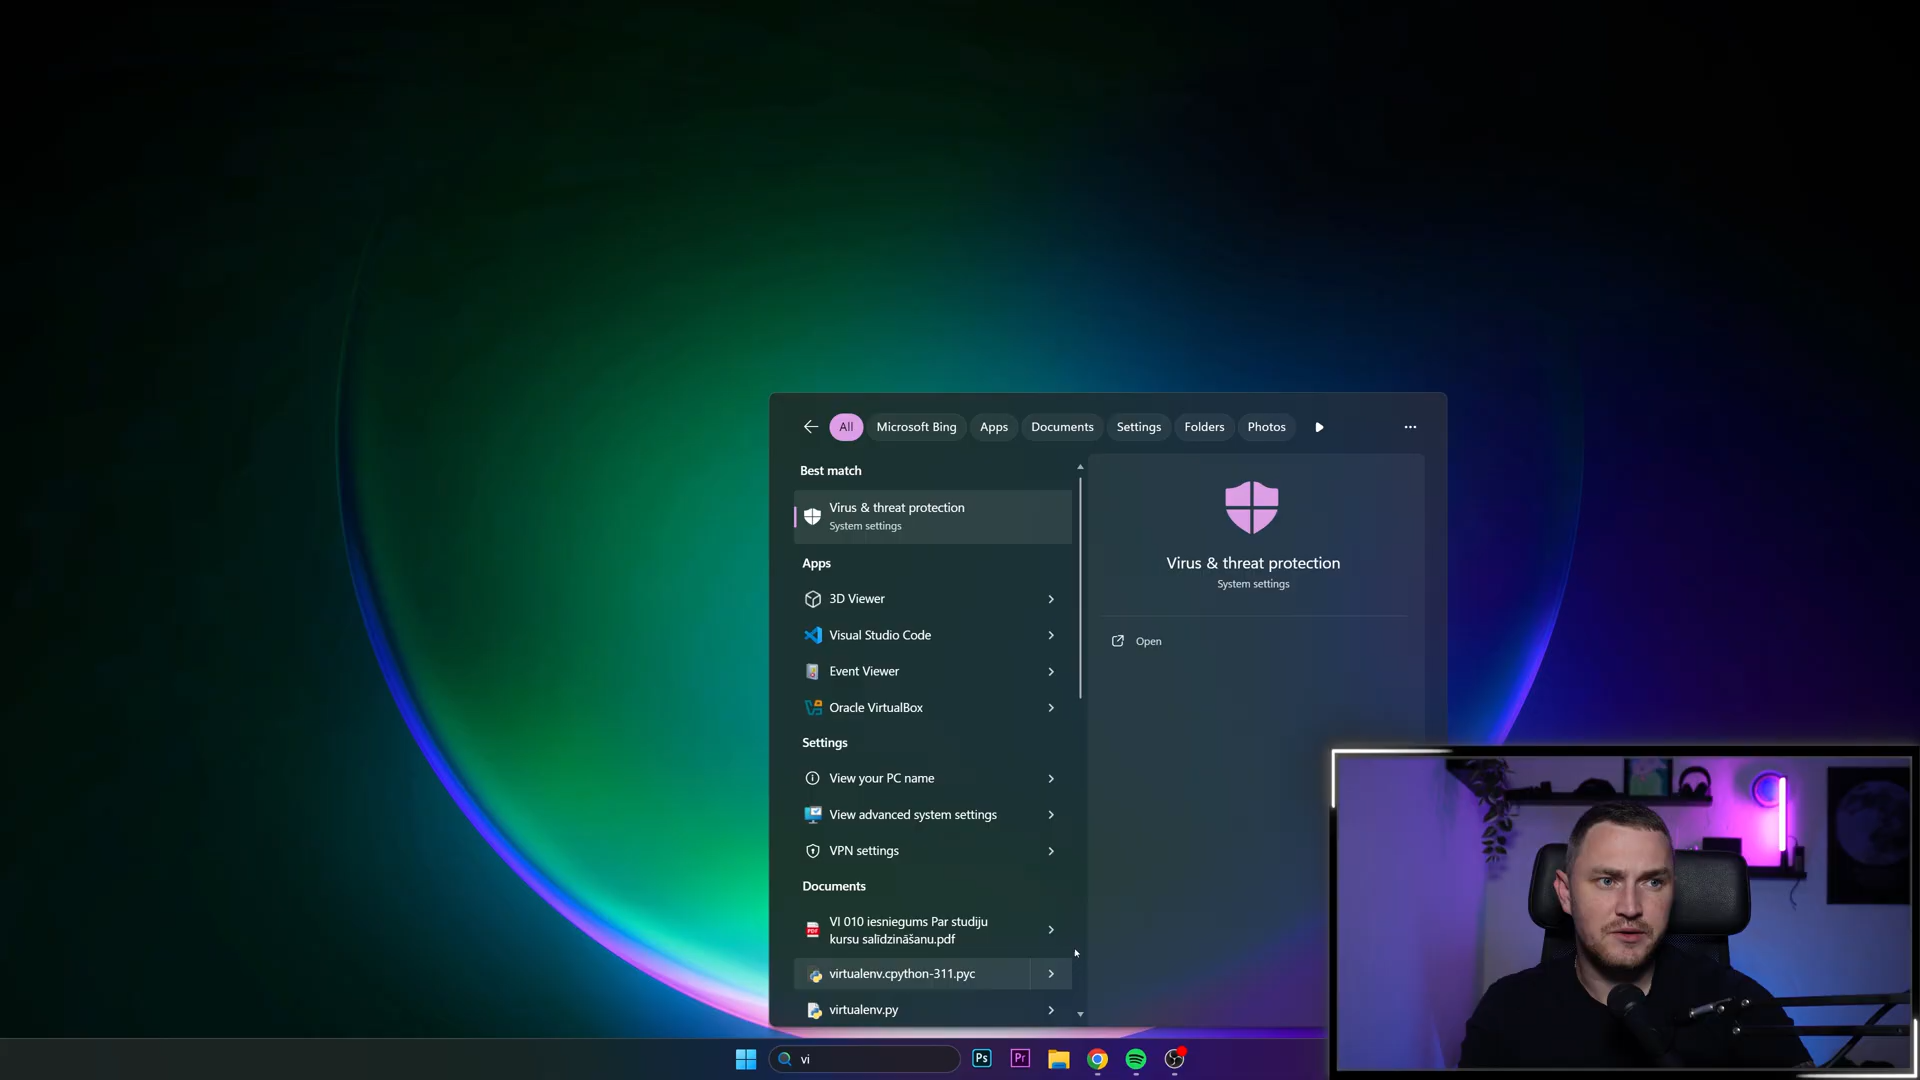 All
Microsoft Bing
Apps
Documents
Settings
Folders
Photos
Best match
Virus & threat protection
System settings
Apps
3D Viewer
Visual Studio Code
Event Viewer
Oracle VirtualBox
Settings
View your PC name
View advanced system settings
VPN settings
Documents
VI 010 iesniegums Par studiju
kursu salīdzināšanu.pdf
virtualenv.cpython-311.pyc
virtualenv.py
Virus & threat protection
System settings
Open
vi
Ps
Pr